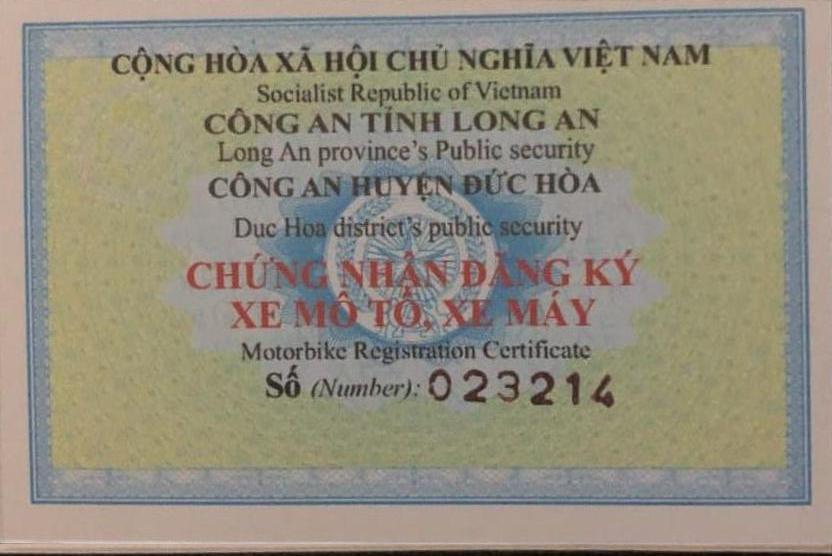 CỘNG HÒA XÃ HỘI CHỦ NGHĨA VIỆT NAM
Socialist Republic of Vietnam
CÔNG AN TỈNH LONG AN
Long An province's Public security
CÔNG AN HUYỆN ĐỨC HÒA
Duc Hoa district's public security
CHỨNG NHẬN ĐĂNG KÝ
XE MÔ TÔ, XE MÁY
Motorbike Registration Certificate
Số (Number): 023214